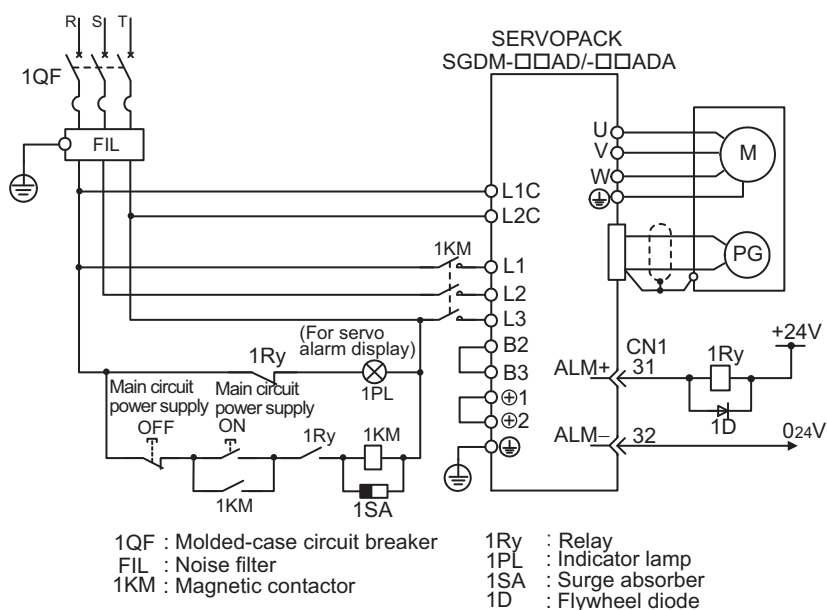 R S T
1QF
FIL
SERVOPACK
SGDM-□□AD/-□□ADA
U
V
W
M
PG
L1C
L2C
1KM
L1
L2
L3
B2
B3
⊕1
⊕2
(For servo
alarm display)
1Ry
1PL
Main circuit
power supply
OFF
Main circuit
power supply
ON
1Ry
1KM
1KM
1SA
CN1
ALM+
31
1Ry
+24V
1D
ALM−
32
024V
1QF : Molded-case circuit breaker
FIL : Noise filter
1KM : Magnetic contactor
1Ry : Relay
1PL : Indicator lamp
1SA : Surge absorber
1D : Flywheel diode